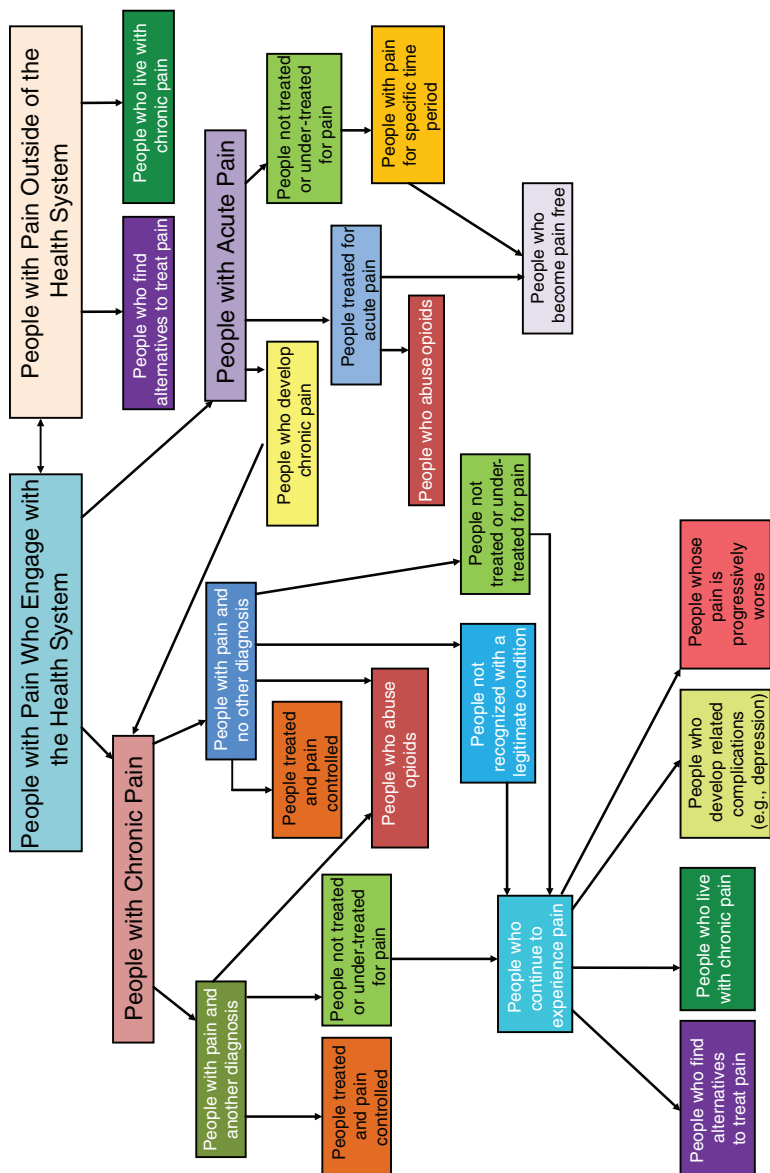 People with Pain Who Engage with
the Health System
People with Pain Outside of the
Health System
People who find
alternatives to treat pain
People who live with
chronic pain
People with Chronic Pain
People with Acute Pain
People with pain and
another diagnosis
People with pain and
no other diagnosis
People who develop
chronic pain
People treated for
acute pain
People not treated
or under-treated
for pain
People treated
and pain
controlled
People not treated
or under-treated
for pain
People treated
and pain
controlled
People who abuse
opioids
People who abuse opioids
People with pain
for specific time
period
People not
recognized with a
legitimate condition
People not
treated or under-
treated for pain
People who
become pain free
People who
continue to
experience pain
People who find
alternatives
to treat pain
People who live
with chronic pain
People who
develop related
complications
(e.g., depression)
People whose
pain is
progressively
worse